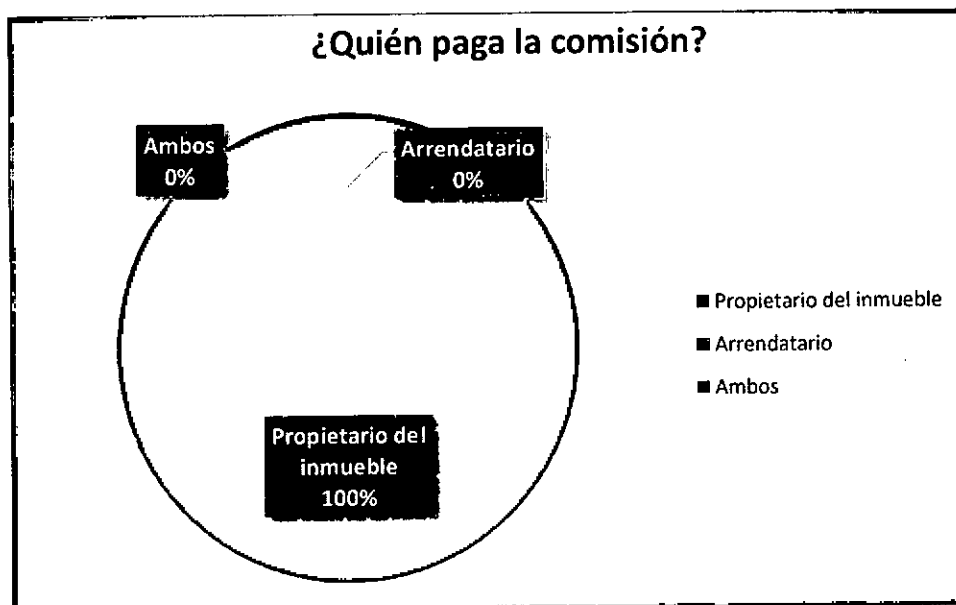 ¿Quién paga la comisión?
Ambos
0%
Arrendatario
0%
Propietario del
inmueble
100%
■ Propietario del inmueble
■ Arrendatario
■ Ambos